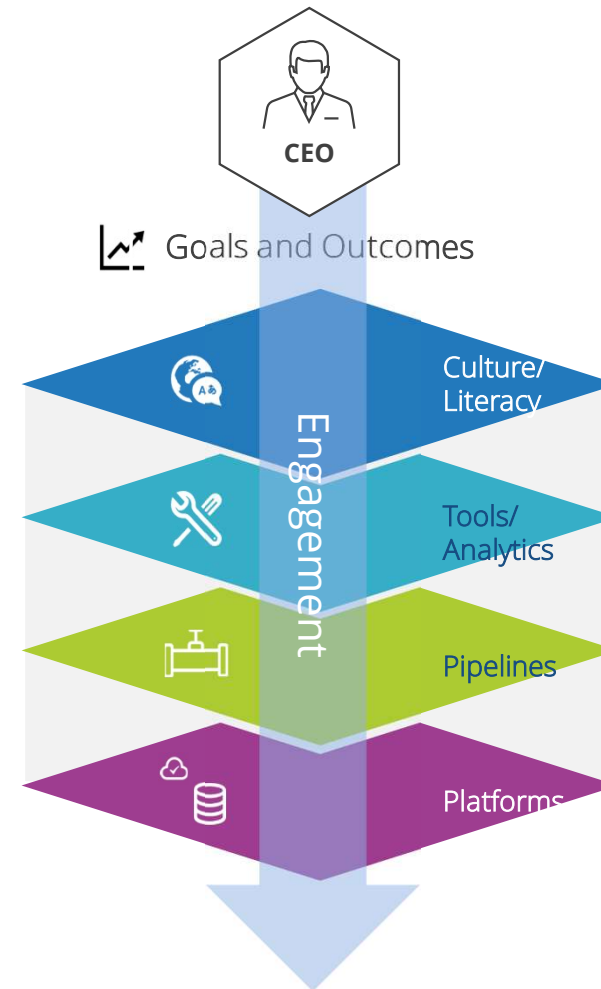 CEO
Goals and Outcomes
Culture/
Literacy
Engagement
Tools/
Analytics
Pipelines
Platforms